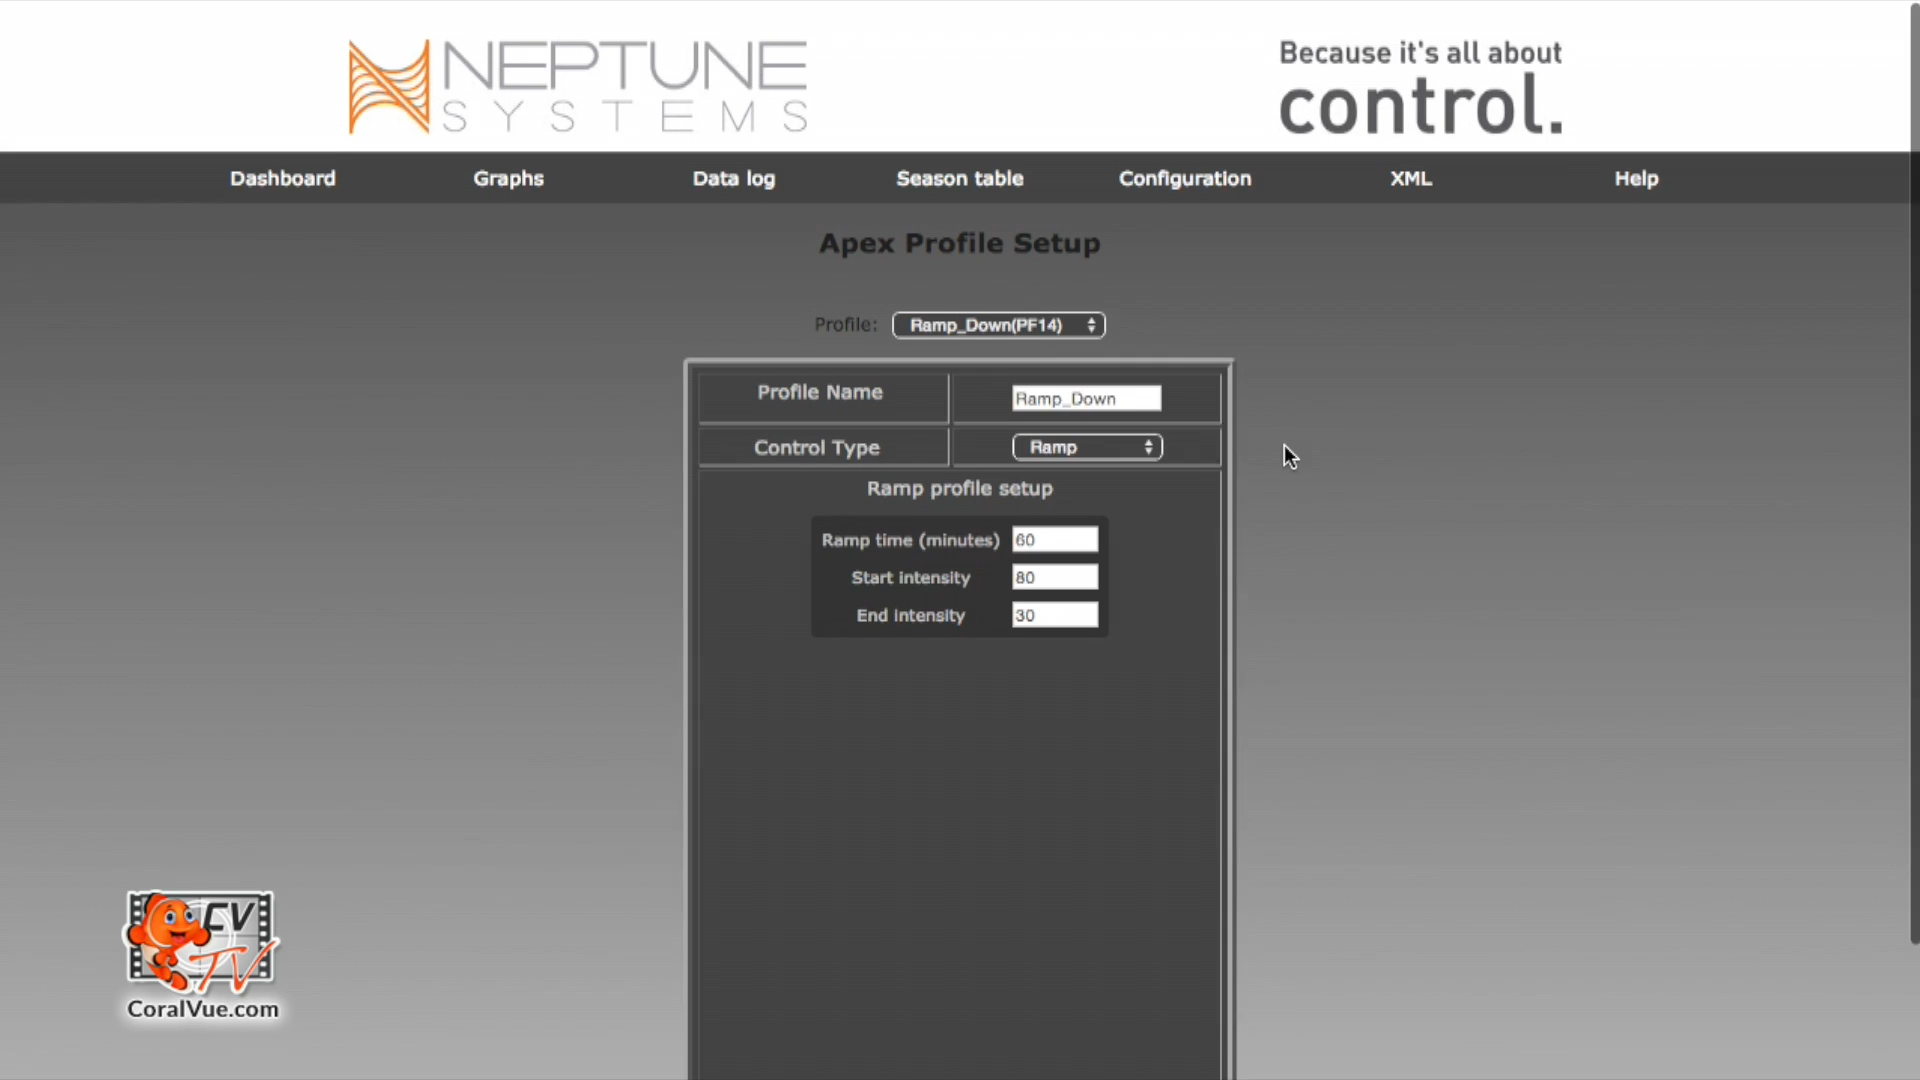 NEPTUNE
SYSTEMS
Because it's all about
control.
Dashboard
Graphs
Data log
Season table
Configuration
XML
Help
Apex Profile Setup
Profile: Ramp_Down(PF14)
Profile Name Ramp_Down
Control Type Ramp
Ramp profile setup
Ramp time (minutes) 60
Start intensity 80
End intensity 30
CV
TV
CoralVue.com